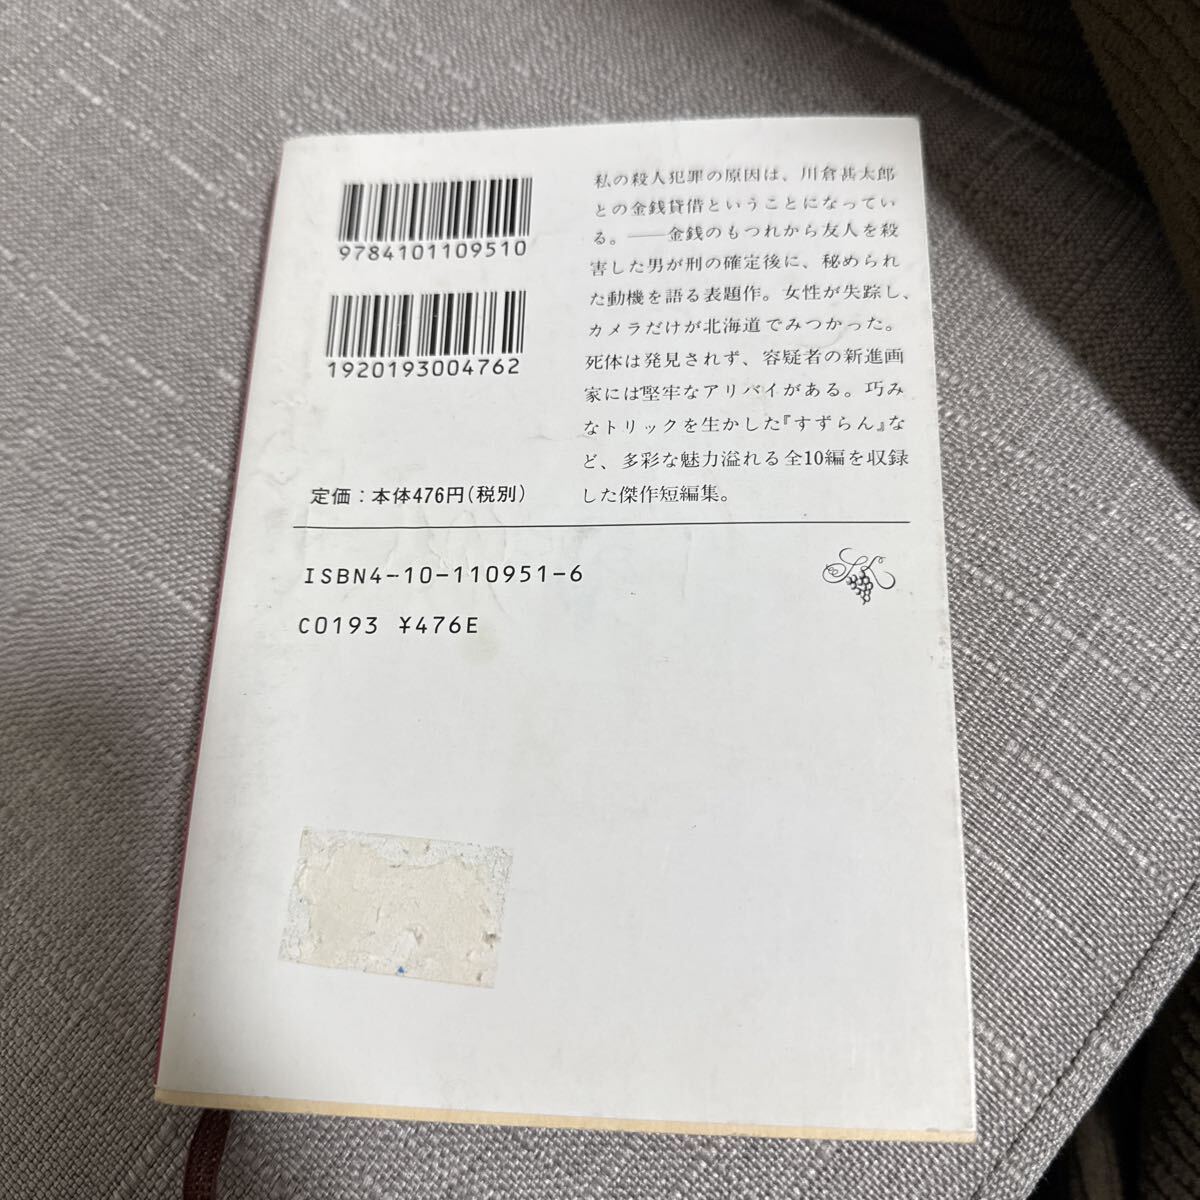 9784101109510
1920193004762
定価：本体476円(税別)
私の殺人犯罪の原因は、川倉甚太郎
との金銭貸借ということになってい
る。──金銭のもつれから友人を殺
害した男が刑の確定後に、秘められ
た動機を語る表題作。女性が失踪し、
カメラだけが北海道でみつかった。
死体は発見されず、容疑者の新進画
家には堅牢なアリバイがある。巧み
なトリックを生かした『すずらん』な
ど、多彩な魅力溢れる全10編を収録
した傑作短編集。
ISBN4-10-110951-6
C0193 ¥476E